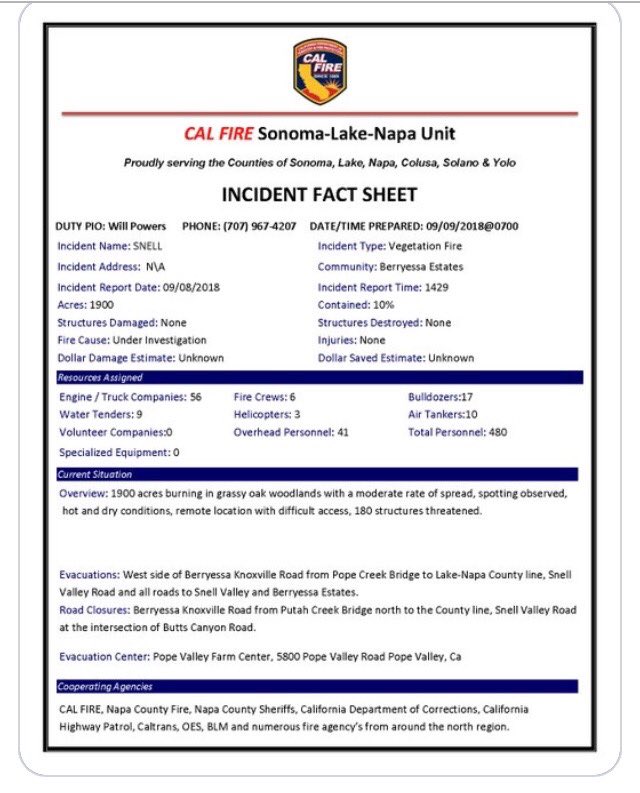 CAL
FIRE
SINCE 1885
CAL FIRE Sonoma-Lake-Napa Unit
Proudly serving the Counties of Sonoma, Lake, Napa, Colusa, Solano & Yolo
INCIDENT FACT SHEET
DUTY PIO: Will Powers PHONE: (707) 967-4207 DATE/TIME PREPARED: 09/09/2018@0700
Incident Name: SNELL Incident Type: Vegetation Fire
Incident Address: N\A Community: Berryessa Estates
Incident Report Date: 09/08/2018 Incident Report Time: 1429
Acres: 1900 Contained: 10%
Structures Damaged: None Structures Destroyed: None
Fire Cause: Under Investigation Injuries: None
Dollar Damage Estimate: Unknown Dollar Saved Estimate: Unknown
Resources Assigned
Engine / Truck Companies: 56 Fire Crews: 6 Bulldozers:17
Water Tenders: 9 Helicopters: 3 Air Tankers:10
Volunteer Companies:0 Overhead Personnel: 41 Total Personnel: 480
Specialized Equipment: 0
Current Situation
Overview: 1900 acres burning in grassy oak woodlands with a moderate rate of spread, spotting observed,
hot and dry conditions, remote location with difficult access, 180 structures threatened.
Evacuations: West side of Berryessa Knoxville Road from Pope Creek Bridge to Lake-Napa County line, Snell
Valley Road and all roads to Snell Valley and Berryessa Estates.
Road Closures: Berryessa Knoxville Road from Putah Creek Bridge north to the County line, Snell Valley Road
at the intersection of Butts Canyon Road.
Evacuation Center: Pope Valley Farm Center, 5800 Pope Valley Road Pope Valley, Ca
Cooperating Agencies
CAL FIRE, Napa County Fire, Napa County Sheriffs, California Department of Corrections, California
Highway Patrol, Caltrans, OES, BLM and numerous fire agency's from around the north region.